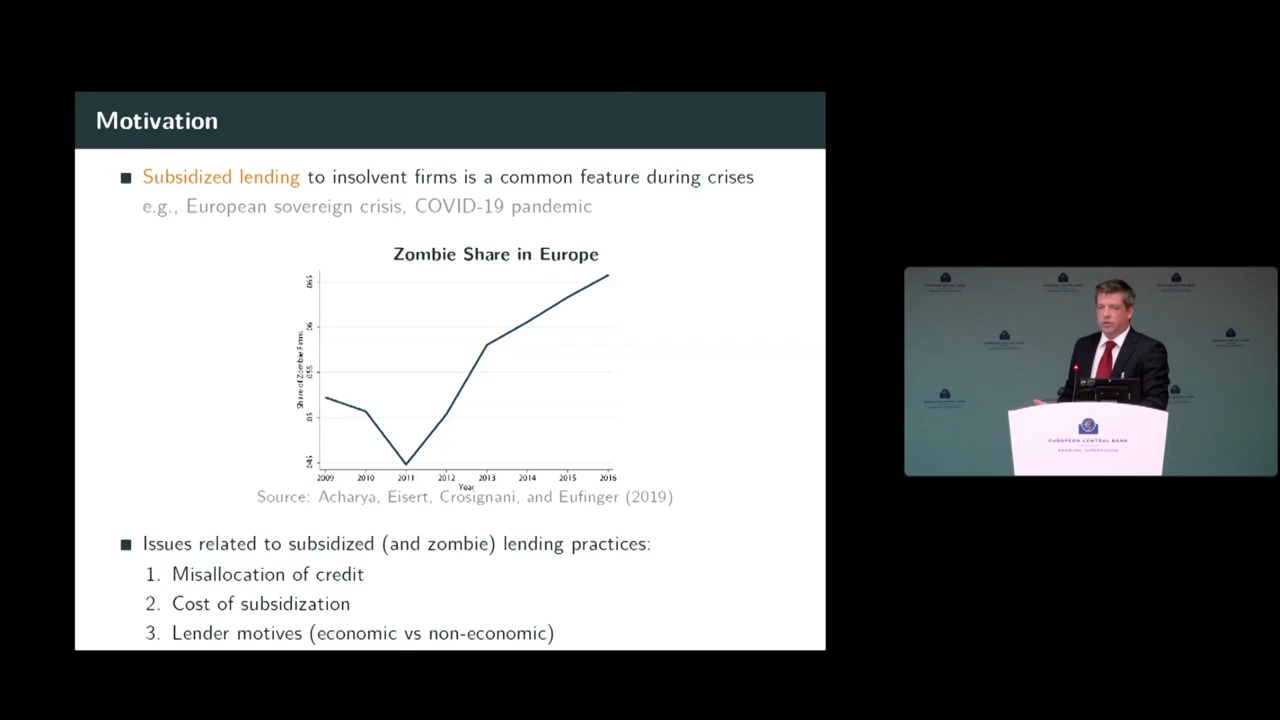 Motivation
Subsidized lending to insolvent firms is a common feature during crises
e.g., European sovereign crisis, COVID-19 pandemic
Zombie Share in Europe
.065
.06
.055
.05
.045
Share of Zombie Firms
2009 2010 2011 2012 2013 2014 2015 2016
Year
Source: Acharya, Eisert, Crosignani, and Eufinger (2019)
Issues related to subsidized (and zombie) lending practices:
1. Misallocation of credit
2. Cost of subsidization
3. Lender motives (economic vs non-economic)
EUROPEAN CENTRAL BANK
BANKING SUPERVISION